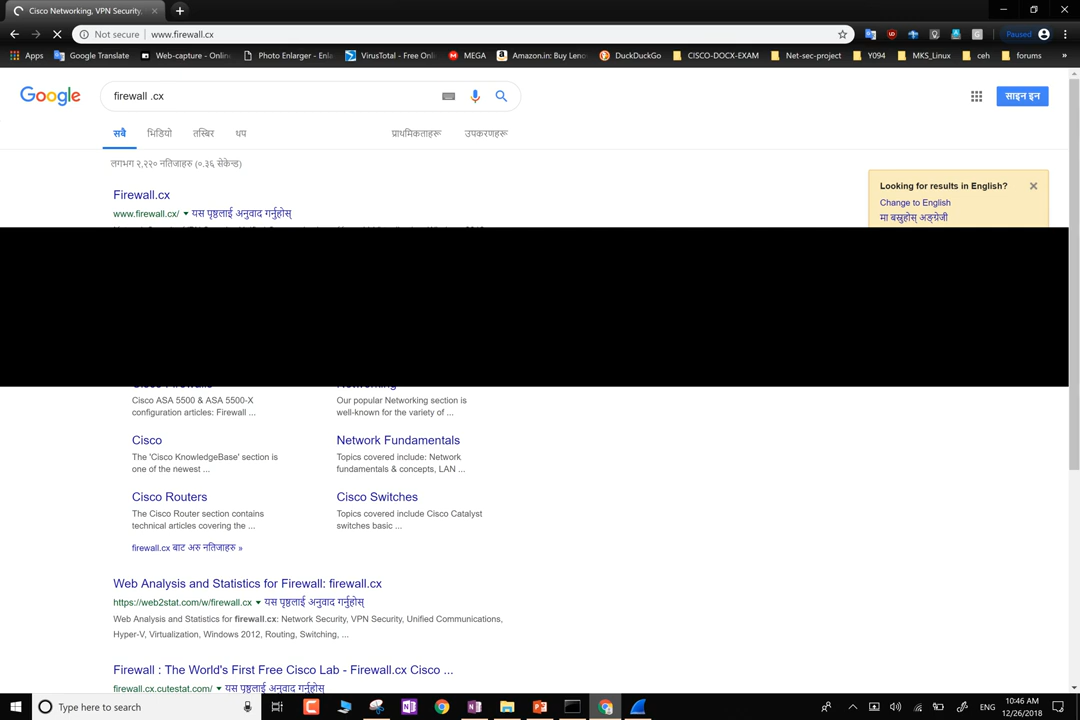 Cisco Networking, VPN Security,
Not secure | www.firewall.cx
Paused
Apps
Google Translate
Web-capture - Onlin
Photo Enlarger - Enla
VirusTotal - Free Onli
MEGA
Amazon.in: Buy Leno
DuckDuckGo
CISCO-DOCX-EXAM
Net-sec-project
Y094
MKS_Linux
ceh
forums
»
Google
firewall .cx
साइन इन
सबै
भिडियो
तस्बिर
थप
प्राथमिकताहरू
उपकरणहरू
लगभग २,२२० नतिजाहरु (०.३६ सेकेन्ड)
Firewall.cx
www.firewall.cx/ ▾ यस पृष्ठलाई अनुवाद गर्नुहोस्
Looking for results in English?
Change to English
मा बस्नुहोस् अङ्ग्रेजी
Cisco ASA 5500 & ASA 5500-X
configuration articles: Firewall ...
Our popular Networking section is
well-known for the variety of ...
Cisco
The 'Cisco KnowledgeBase' section is
one of the newest ...
Network Fundamentals
Topics covered include: Network
fundamentals & concepts, LAN ...
Cisco Routers
The Cisco Router section contains
technical articles covering the ...
Cisco Switches
Topics covered include Cisco Catalyst
switches basic ...
firewall.cx बाट अरु नतिजाहरु »
Web Analysis and Statistics for Firewall: firewall.cx
https://web2stat.com/w/firewall.cx ▾ यस पृष्ठलाई अनुवाद गर्नुहोस्
Web Analysis and Statistics for firewall.cx: Network Security, VPN Security, Unified Communications,
Hyper-V, Virtualization, Windows 2012, Routing, Switching, ...
Firewall : The World's First Free Cisco Lab - Firewall.cx Cisco ...
firewall.cx.cutestat.com/ ▾ यस पृष्ठलाई अनुवाद गर्नुहोस्
Type here to search
ENG
10:46 AM
12/26/2018